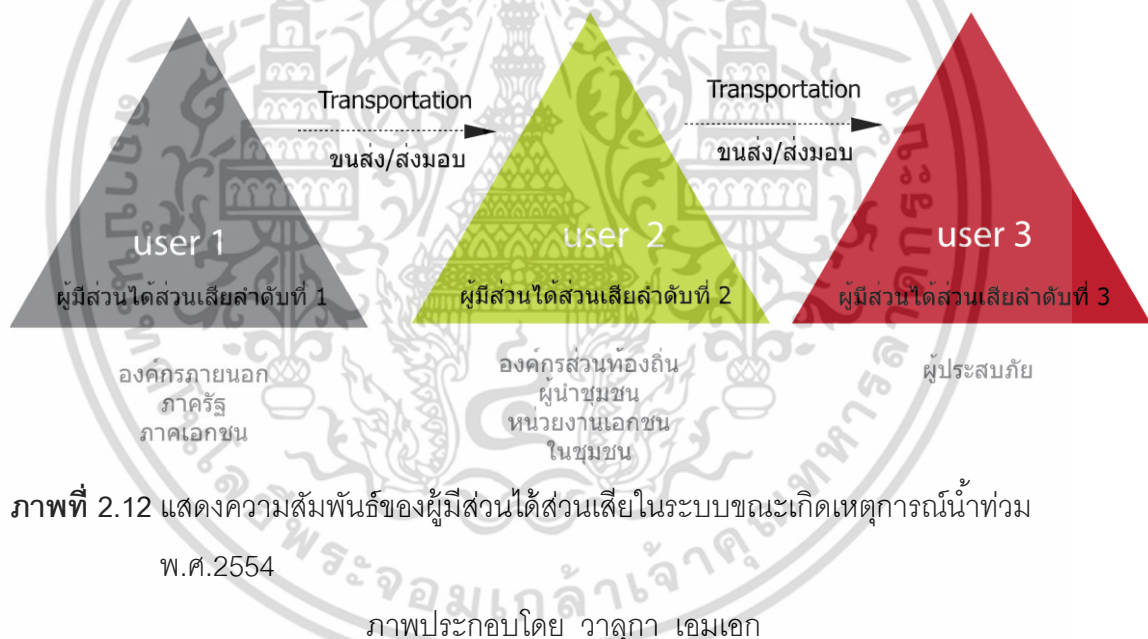 Transportation
ขนส่ง/ส่งมอบ
Transportation
ขนส่ง/ส่งมอบ
user 1
ผู้มีส่วนได้ส่วนเสียลำดับที่ 1
user 2
ผู้มีส่วนได้ส่วนเสียลำดับที่ 2
user 3
ผู้มีส่วนได้ส่วนเสียลำดับที่ 3
องค์กรภายนอก
ภาครัฐ
ภาคเอกชน
องค์กรส่วนท้องถิ่น
ผู้นำชุมชน
หน่วยงานเอกชน
ในชุมชน
ผู้ประสบภัย
ภาพที่ 2.12 แสดงความสัมพันธ์ของผู้มีส่วนได้ส่วนเสียในระบบขณะเกิดเหตุการณ์น้ำท่วม
พ.ศ.2554
ภาพประกอบโดย วาลุกา เอมเอก